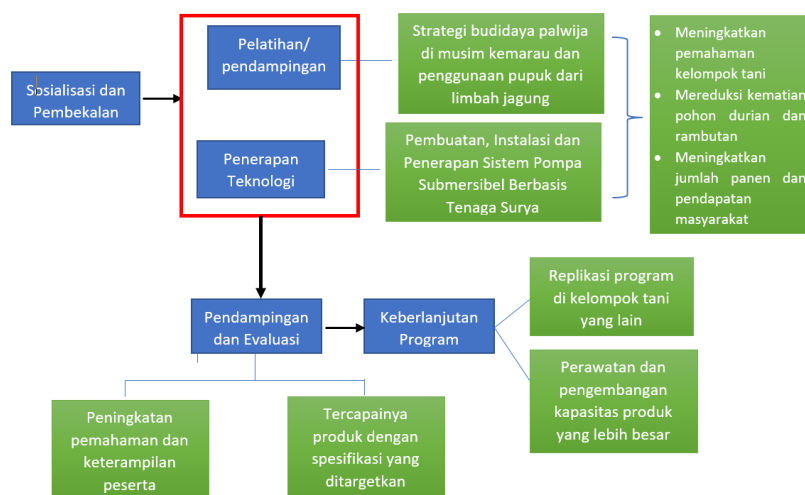 Sosialisasi dan
Pembekalan
Pelatihan/
pendampingan
Strategi budidaya palwija
di musim kemarau dan
penggunaan pupuk dari
limbah jagung
Penerapan
Teknologi
Pembuatan, Instalasi dan
Penerapan Sistem Pompa
Submersibel Berbasis
Tenaga Surya
• Meningkatkan
pemahaman
kelompok tani
• Mereduksi kematian
pohon durian dan
rambutan
• Meningkatkan
jumlah panen dan
pendapatan
masyarakat
Pendampingan
dan Evaluasi
Keberlanjutan
Program
Replikasi program
di kelompok tani
yang lain
Perawatan dan
pengembangan
kapasitas produk
yang lebih besar
Peningkatan
pemahaman dan
keterampilan
peserta
Tercapainya
produk dengan
spesifikasi yang
ditargetkan